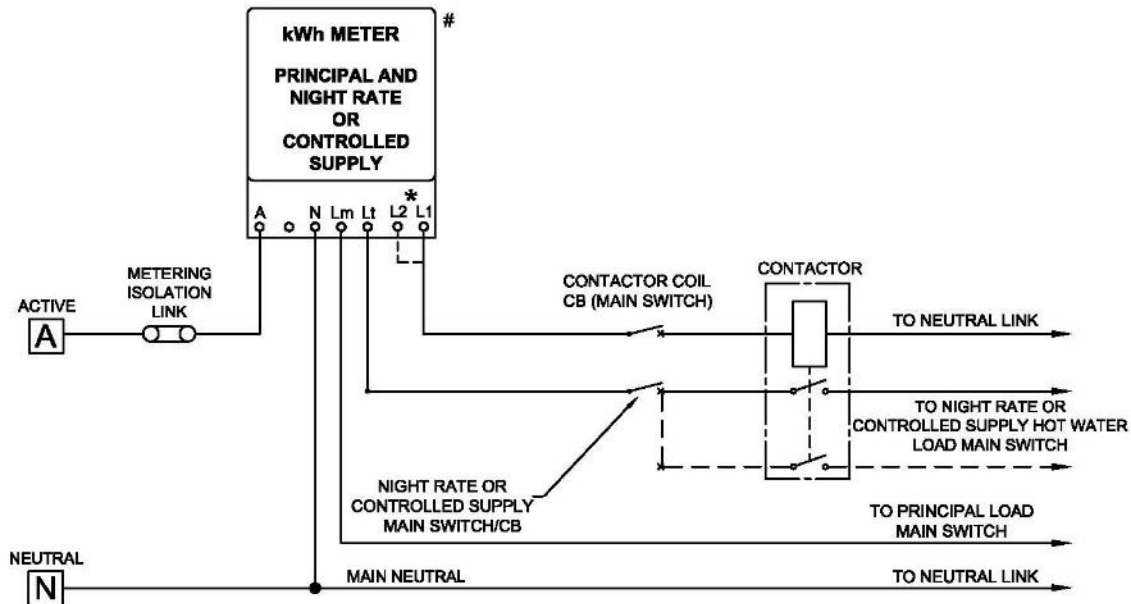 #
kWh METER
PRINCIPAL AND
NIGHT RATE
OR
CONTROLLED
SUPPLY
*
A N Lm Lt L2 L1
METERING
ISOLATION
LINK
ACTIVE
A
CONTACTOR COIL
CB (MAIN SWITCH)
CONTACTOR
TO NEUTRAL LINK
TO NIGHT RATE OR
CONTROLLED SUPPLY HOT WATER
LOAD MAIN SWITCH
NIGHT RATE OR
CONTROLLED SUPPLY
MAIN SWITCH/CB
TO PRINCIPAL LOAD
MAIN SWITCH
NEUTRAL
N
MAIN NEUTRAL
TO NEUTRAL LINK